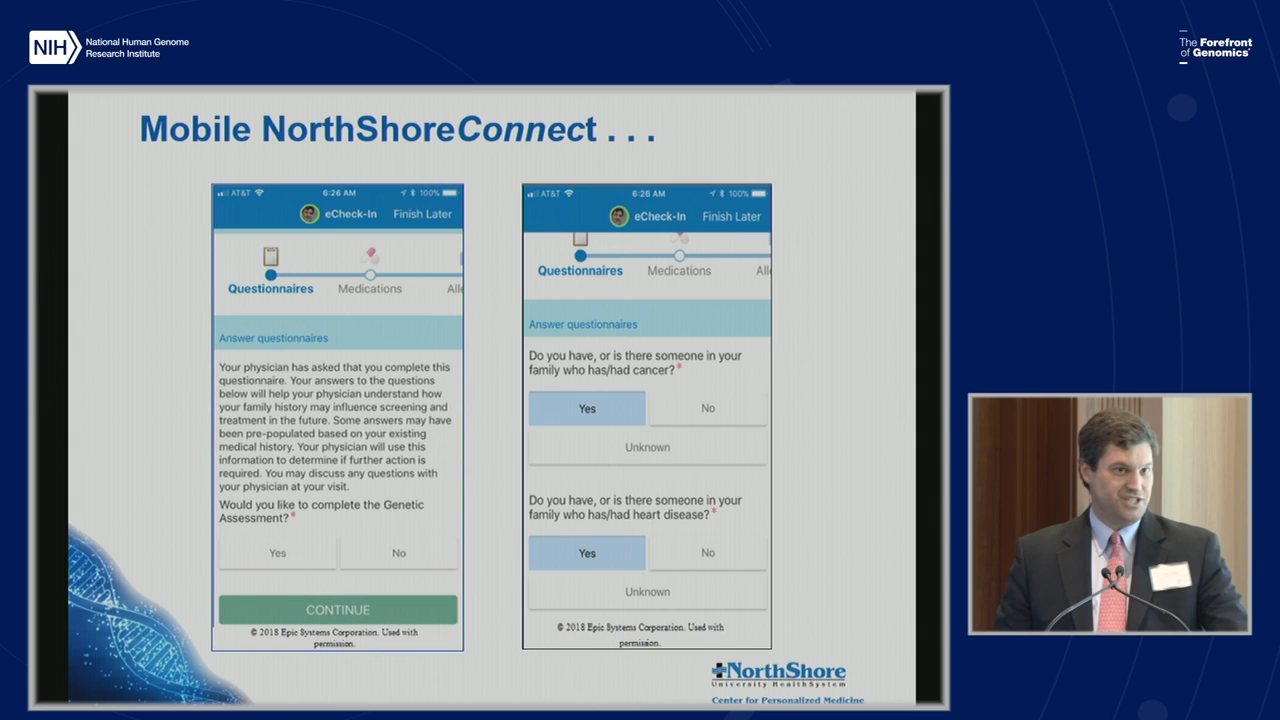 NIH National Human Genome
Research Institute
The Forefront
of Genomics®
Mobile NorthShoreConnect . . .
AT&T 6:26 AM 100%
eCheck-In Finish Later
Questionnaires Medications Alle
Answer questionnaires
Your physician has asked that you complete this
questionnaire. Your answers to the questions
below will help your physician understand how
your family history may influence screening and
treatment in the future. Some answers may have
been pre-populated based on your existing
medical history. Your physician will use this
information to determine if further action is
required. You may discuss any questions with
your physician at your visit.
Would you like to complete the Genetic
Assessment?*
Yes No
CONTINUE
© 2018 Epic Systems Corporation. Used with
permission.
AT&T 6:26 AM 100%
eCheck-In Finish Later
Questionnaires Medications All
Answer questionnaires
Do you have, or is there someone in your
family who has/had cancer?*
Yes No
Unknown
Do you have, or is there someone in your
family who has/had heart disease?*
Yes No
Unknown
© 2018 Epic Systems Corporation. Used with
permission.
NorthShore
University HealthSystem
Center for Personalized Medicine